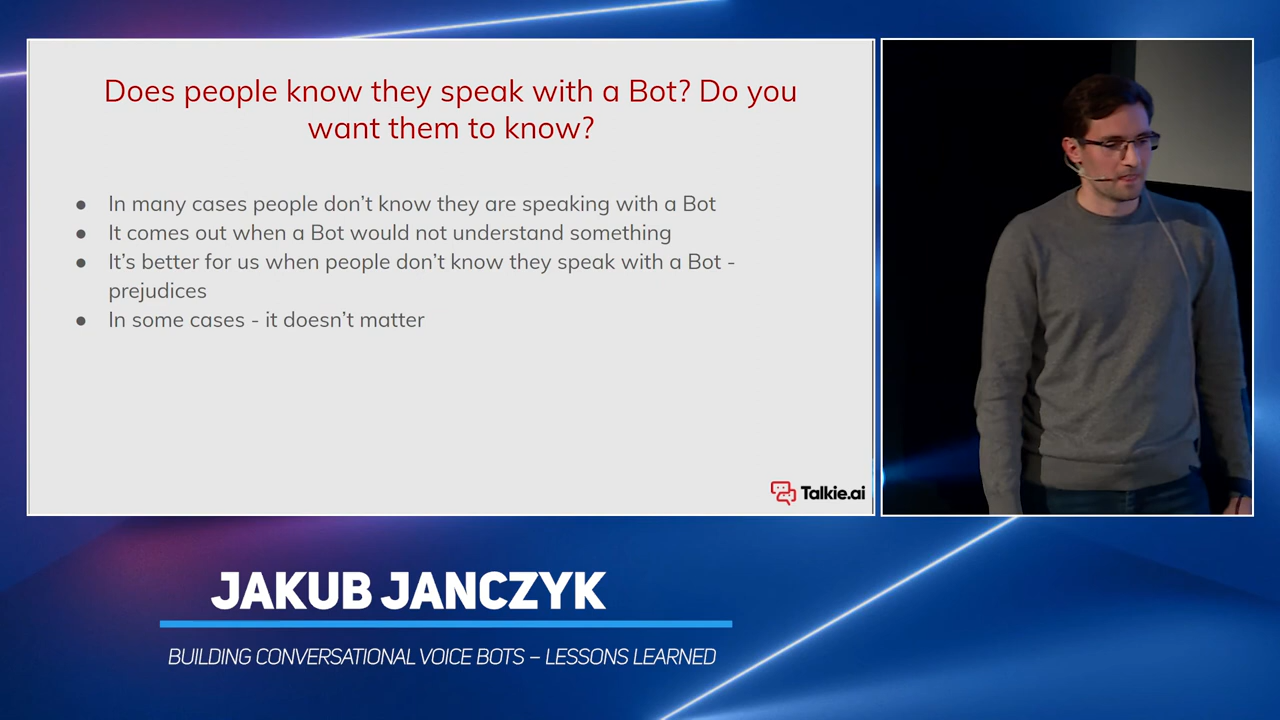 Does people know they speak with a Bot? Do you
want them to know?
● In many cases people don't know they are speaking with a Bot
● It comes out when a Bot would not understand something
● It's better for us when people don't know they speak with a Bot -
prejudices
● In some cases - it doesn't matter
Talkie.ai
JAKUB JANCZYK
BUILDING CONVERSATIONAL VOICE BOTS – LESSONS LEARNED